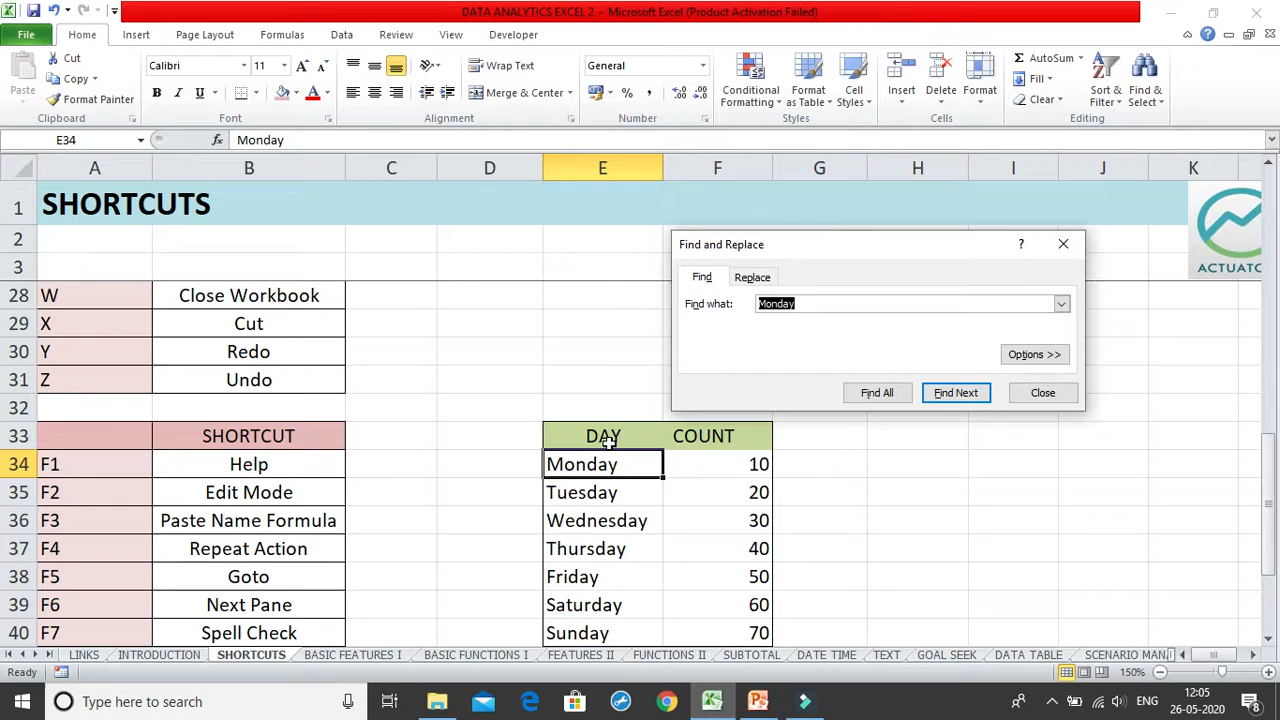 DATA ANALYTICS EXCEL 2 - Microsoft Excel (Product Activation Failed)
File Home Insert Page Layout Formulas Data Review View Developer
Paste Cut Copy Format Painter Clipboard
Calibri 11 B I U A A A Font
Wrap Text Merge & Center Alignment
General % , Number
Conditional Formatting Format as Table Cell Styles Styles
Insert Delete Format Cells
Σ AutoSum Fill Clear Sort & Filter Find & Select Editing
E34 fx Monday
A B C D E F G H I J K
1 SHORTCUTS
2
3
ACTUATO
28 W Close Workbook
29 X Cut
30 Y Redo
31 Z Undo
32
33 SHORTCUT DAY COUNT
34 F1 Help Monday 10
35 F2 Edit Mode Tuesday 20
36 F3 Paste Name Formula Wednesday 30
37 F4 Repeat Action Thursday 40
38 F5 Goto Friday 50
39 F6 Next Pane Saturday 60
40 F7 Spell Check Sunday 70
Find and Replace ?
Find Replace
Find what: Monday
Options >>
Find All Find Next Close
LINKS INTRODUCTION SHORTCUTS BASIC FEATURES I BASIC FUNCTIONS I FEATURES II FUNCTIONS II SUBTOTAL DATE TIME TEXT GOAL SEEK DATA TABLE SCENARIO MAN
Ready 150%
Type here to search ENG 12:05
26-05-2020 8